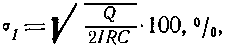 σ₁ = √(Q / 2IRC) · 100, %,